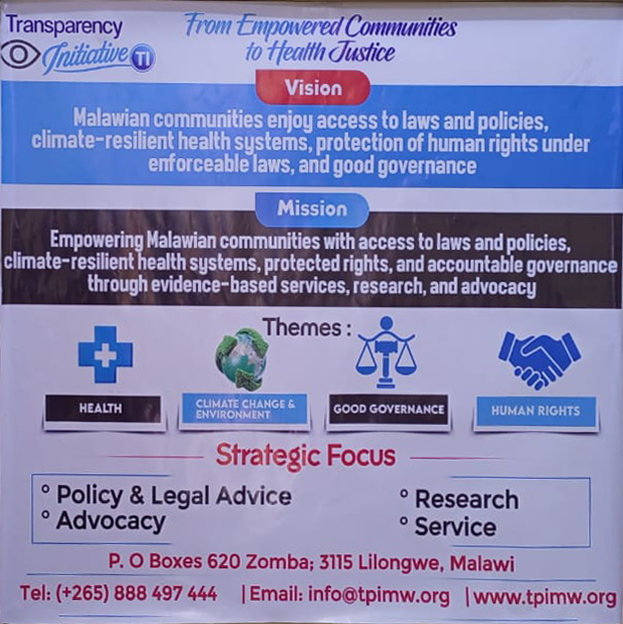 Transparency
Initiative TI
From Empowered Communities
to Health Justice
Vision
Malawian communities enjoy access to laws and policies,
climate-resilient health systems, protection of human rights under
enforceable laws, and good governance
Mission
Empowering Malawian communities with access to laws and policies,
climate-resilient health systems, protected rights, and accountable governance
through evidence-based services, research, and advocacy
Themes :
HEALTH
CLIMATE CHANGE &
ENVIRONMENT
GOOD GOVERNANCE
HUMAN RIGHTS
Strategic Focus
° Policy & Legal Advice
° Advocacy
° Research
° Service
P. O Boxes 620 Zomba; 3115 Lilongwe, Malawi
Tel: (+265) 888 497 444 | Email: info@tpimw.org | www.tpimw.org